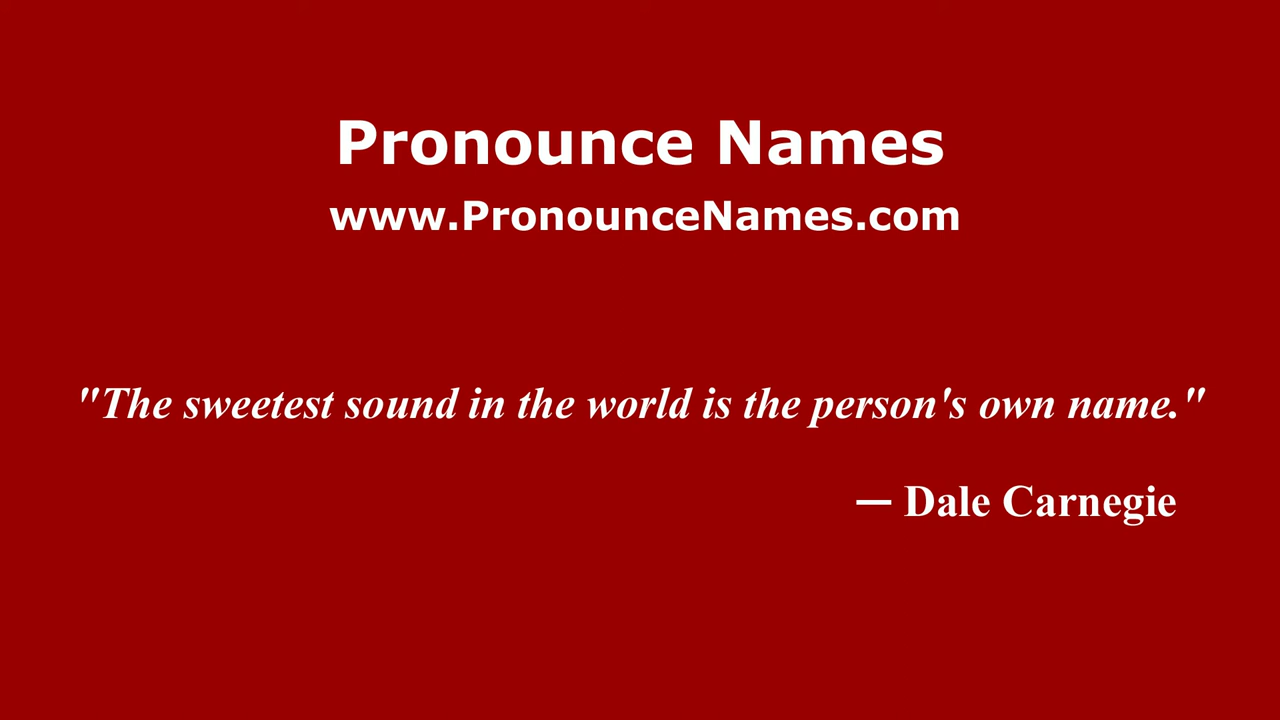 Pronounce Names
www.PronounceNames.com
"The sweetest sound in the world is the person's own name."
— Dale Carnegie